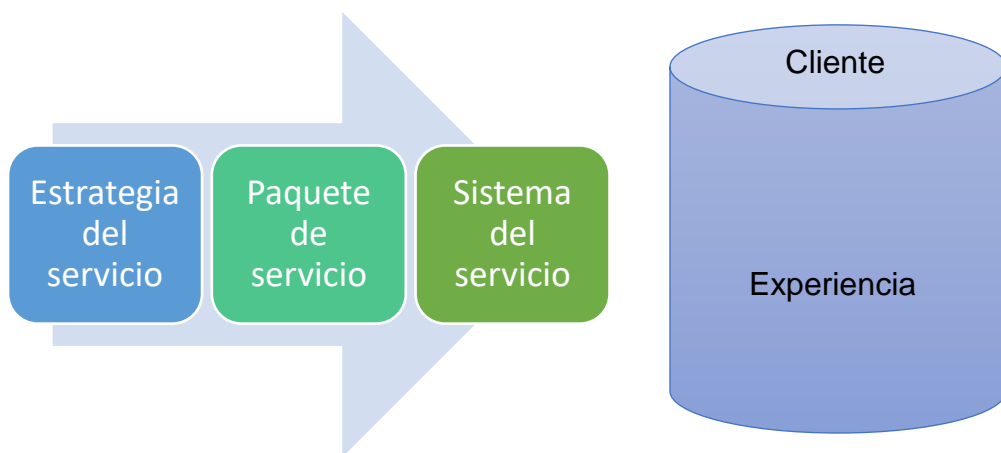 Estrategia
del
servicio
Paquete
de
servicio
Sistema
del
servicio
Cliente
Experiencia